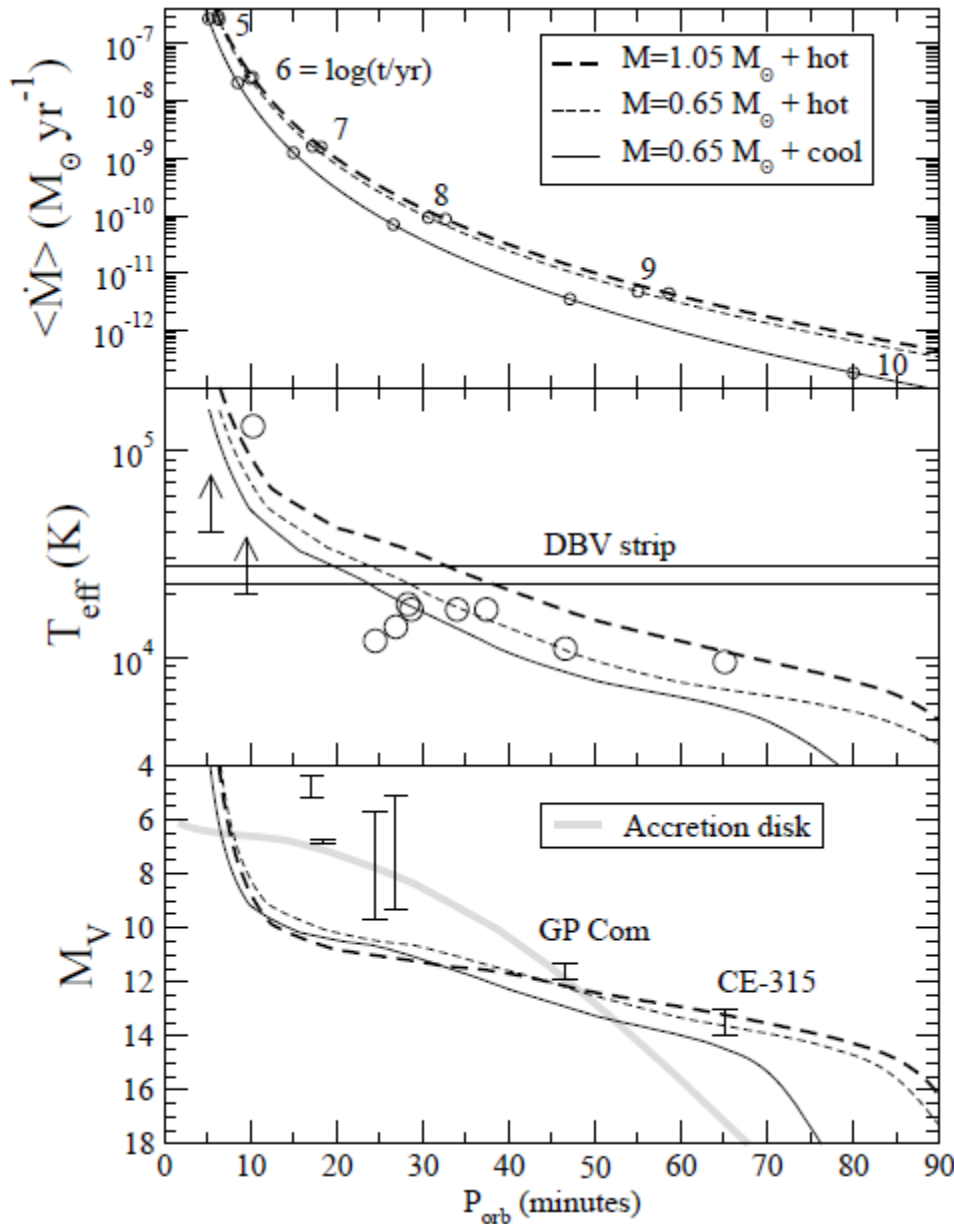 10^-7
10^-8
10^-9
10^-10
10^-11
10^-12
<Ṁ> (M⊙ yr^-1)
5
6 = log(t/yr)
7
8
9
10
M=1.05 M⊙ + hot
M=0.65 M⊙ + hot
M=0.65 M⊙ + cool
10^5
10^4
T_eff (K)
DBV strip
4
6
8
10
12
14
16
18
M_V
Accretion disk
GP Com
CE-315
0 10 20 30 40 50 60 70 80 90
P_orb (minutes)